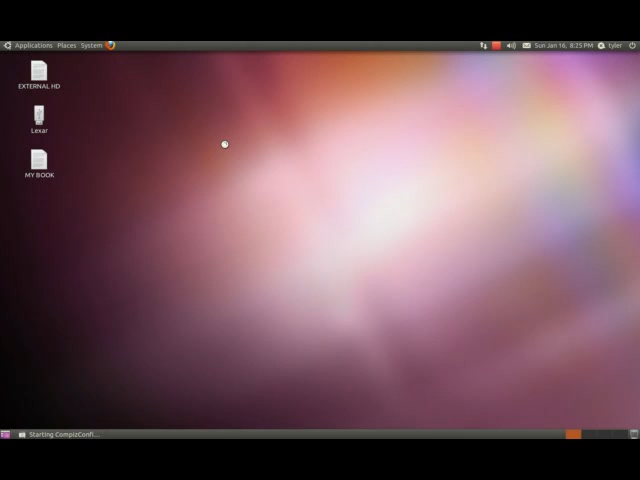 Applications Places System
Sun Jan 16, 8:25 PM tyler
EXTERNAL HD
Lexar
MY BOOK
Starting CompizConfi...